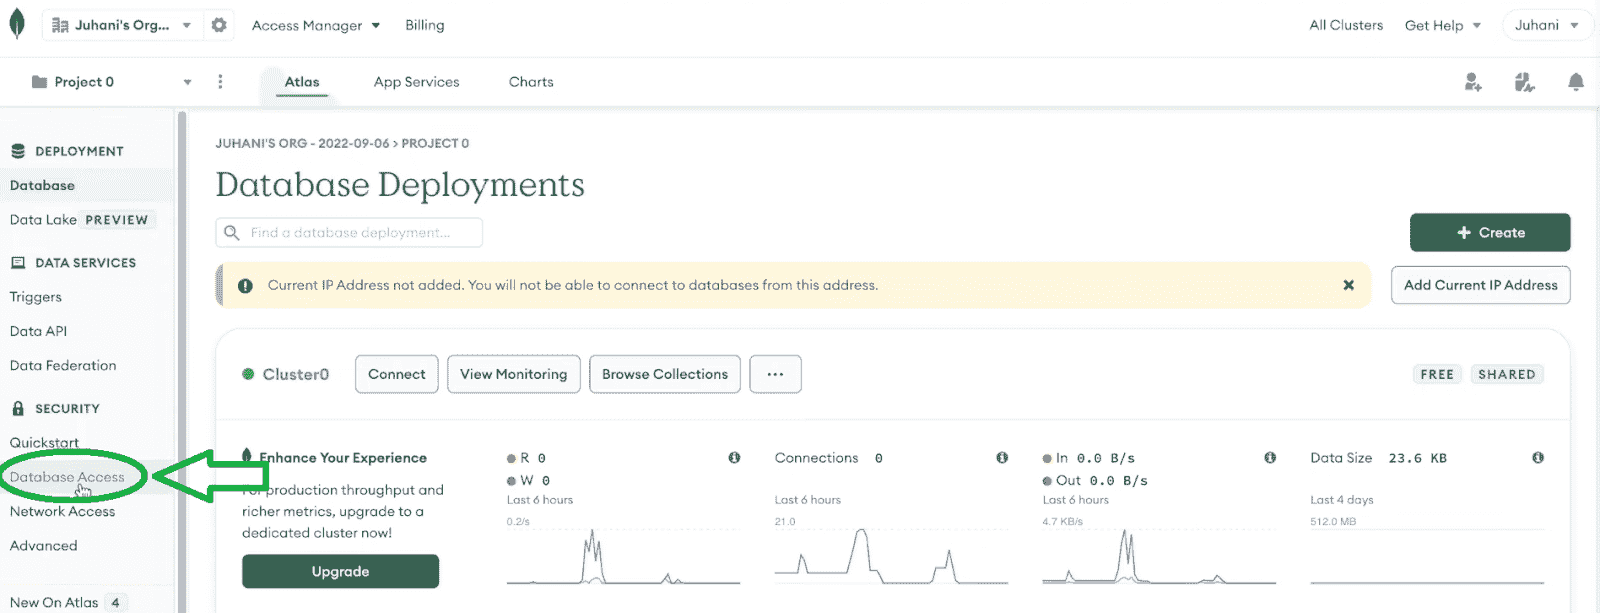 Juhani's Org...
Access Manager
Billing
All Clusters
Get Help
Juhani
Project 0
Atlas
App Services
Charts
DEPLOYMENT
Database
Data Lake PREVIEW
DATA SERVICES
Triggers
Data API
Data Federation
SECURITY
Quickstart
Database Access
Network Access
Advanced
New On Atlas 4
JUHANI'S ORG - 2022-09-06 > PROJECT 0
Database Deployments
Find a database deployment...
+ Create
Current IP Address not added. You will not be able to connect to databases from this address.
Add Current IP Address
Cluster0
Connect
View Monitoring
Browse Collections
...
FREE
SHARED
Enhance Your Experience
For production throughput and
richer metrics, upgrade to a
dedicated cluster now!
Upgrade
R 0
W 0
Last 6 hours
0.2/s
Connections 0
Last 6 hours
21.0
In 0.0 B/s
Out 0.0 B/s
Last 6 hours
4.7 KB/s
Data Size 23.6 KB
Last 4 days
512.0 MB